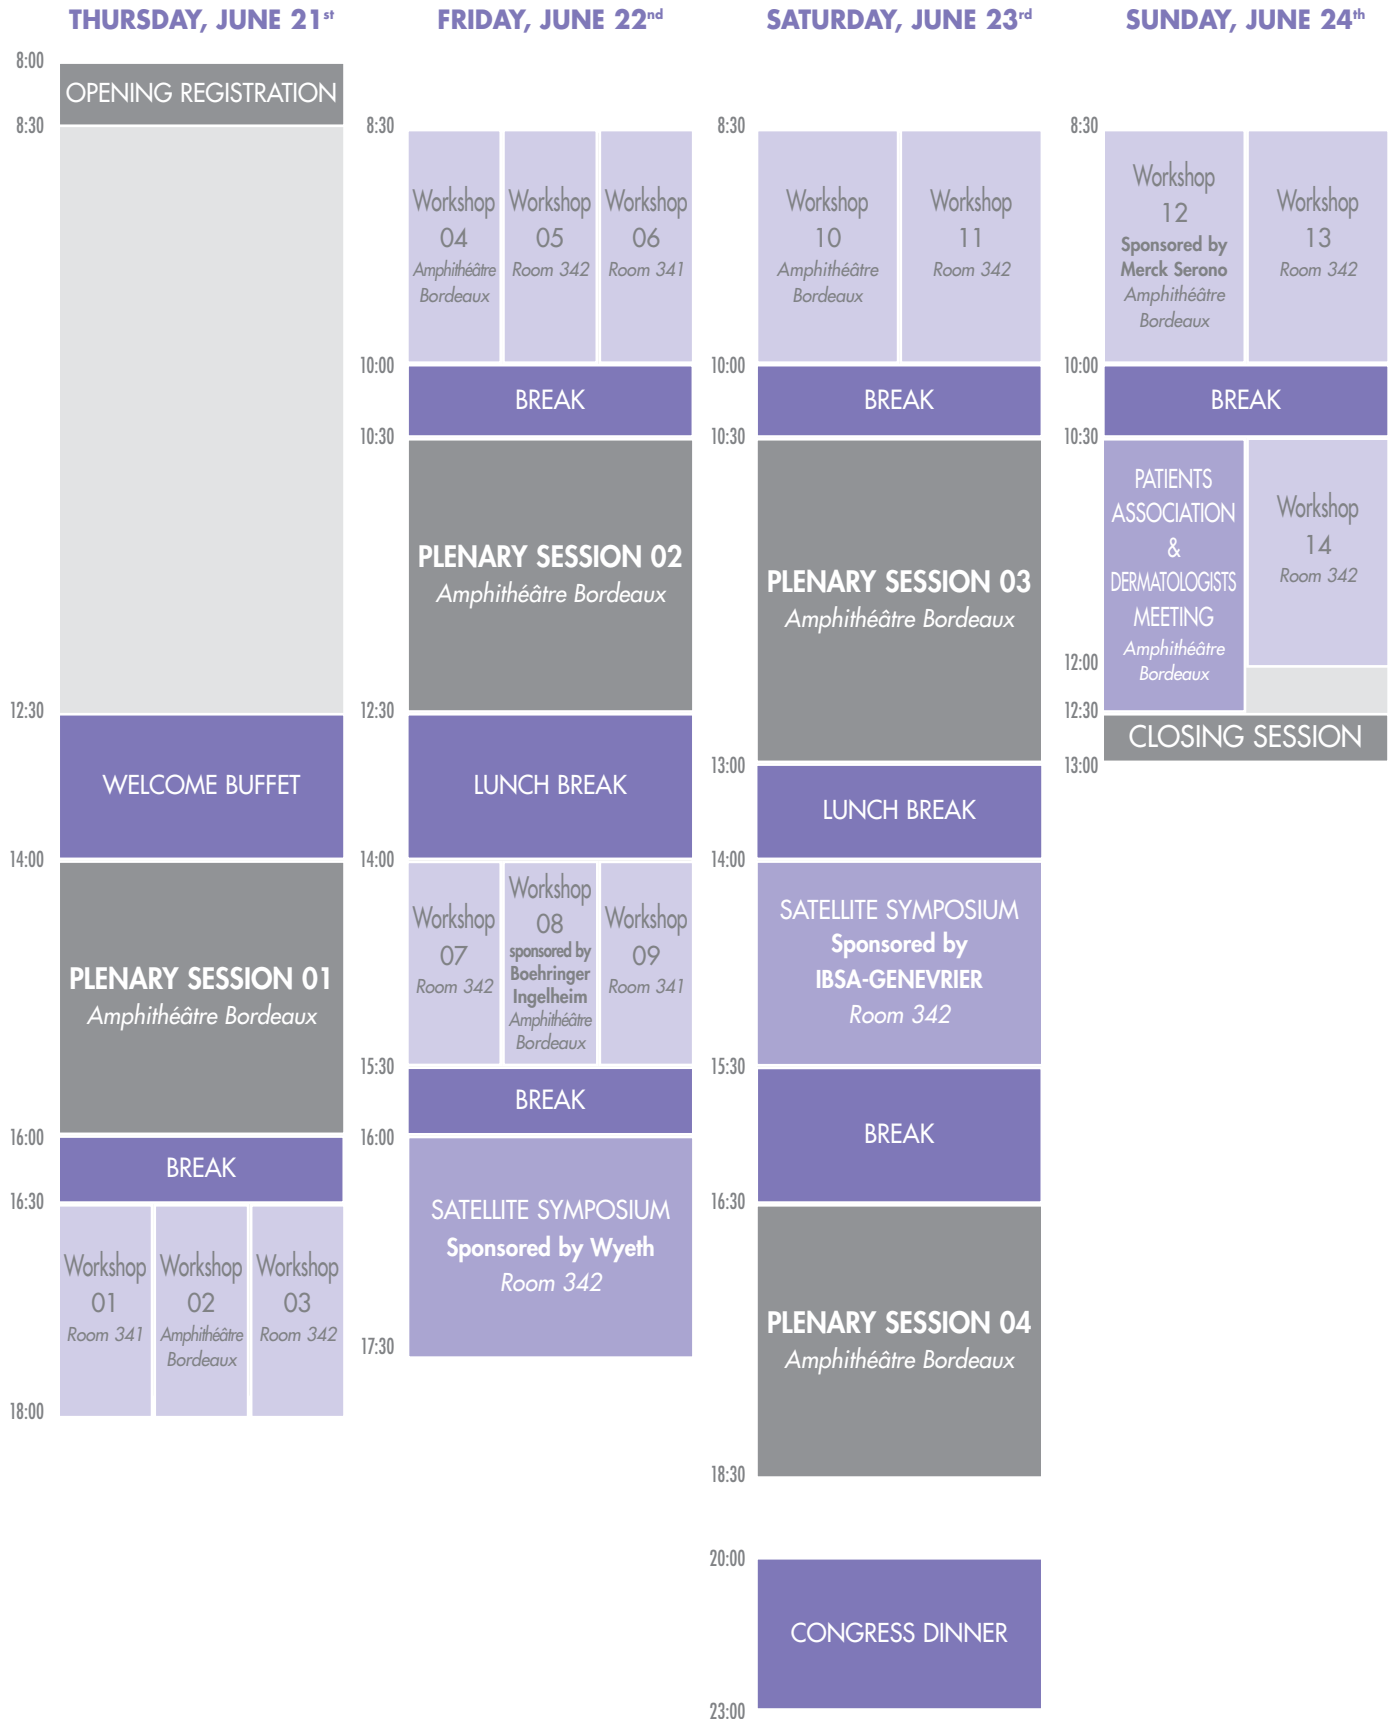 THURSDAY, JUNE 21st
8:00
OPENING REGISTRATION
8:30
12:30
WELCOME BUFFET
14:00
PLENARY SESSION 01
Amphithéâtre Bordeaux
16:00
BREAK
16:30
Workshop
01
Room 341
Workshop
02
Amphithéâtre
Bordeaux
Workshop
03
Room 342
18:00
FRIDAY, JUNE 22nd
8:30
Workshop
04
Amphithéâtre
Bordeaux
Workshop
05
Room 342
Workshop
06
Room 341
10:00
BREAK
10:30
PLENARY SESSION 02
Amphithéâtre Bordeaux
12:30
LUNCH BREAK
14:00
Workshop
07
Room 342
Workshop
08
sponsored by
Boehringer
Ingelheim
Amphithéâtre
Bordeaux
Workshop
09
Room 341
15:30
BREAK
16:00
SATELLITE SYMPOSIUM
Sponsored by Wyeth
Room 342
17:30
SATURDAY, JUNE 23rd
8:30
Workshop
10
Amphithéâtre
Bordeaux
Workshop
11
Room 342
10:00
BREAK
10:30
PLENARY SESSION 03
Amphithéâtre Bordeaux
13:00
LUNCH BREAK
14:00
SATELLITE SYMPOSIUM
Sponsored by
IBSA-GENEVRIER
Room 342
15:30
BREAK
16:30
PLENARY SESSION 04
Amphithéâtre Bordeaux
18:30
20:00
CONGRESS DINNER
23:00
SUNDAY, JUNE 24th
8:30
Workshop
12
Sponsored by
Merck Serono
Amphithéâtre
Bordeaux
Workshop
13
Room 342
10:00
BREAK
10:30
PATIENTS
ASSOCIATION
&
DERMATOLOGISTS
MEETING
Amphithéâtre
Bordeaux
Workshop
14
Room 342
12:00
12:30
CLOSING SESSION
13:00